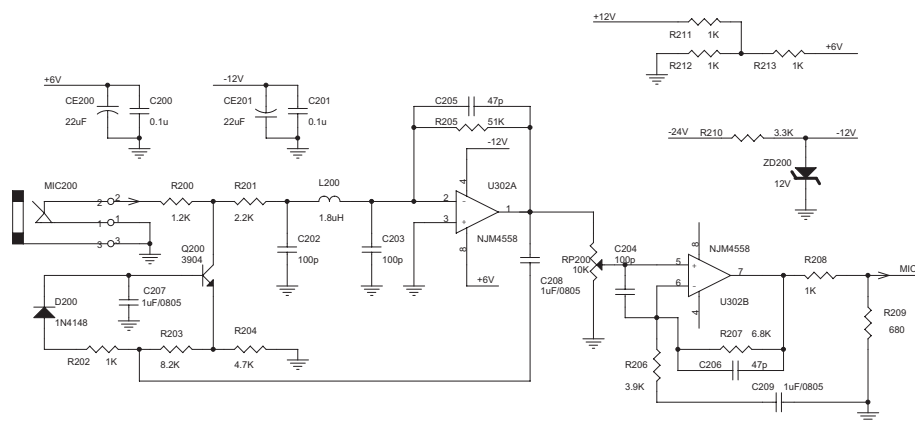 +12V
R211 1K
+6V
R212 1K
R213 1K
+6V
CE200
22uF
C200
0.1u
-12V
CE201
22uF
C201
0.1u
C205 47p
R205 51K
-12V
-24V R210 3.3K -12V
ZD200
12V
MIC200
2 2
1 1
3 3
R200
1.2K
R201
2.2K
L200
1.8uH
U302A
4
2
3
1
8
NJM4558
+6V
C202
100p
C203
100p
Q200
3904
C207
1uF/0805
D200
1N4148
R202 1K
R203
8.2K
R204
4.7K
C208
1uF/0805
RP200
10K
C204
100p
NJM4558
8
5
6
7
4
U302B
R208
1K
MIC
R209
680
R207 6.8K
C206 47p
R206
3.9K
C209 1uF/0805